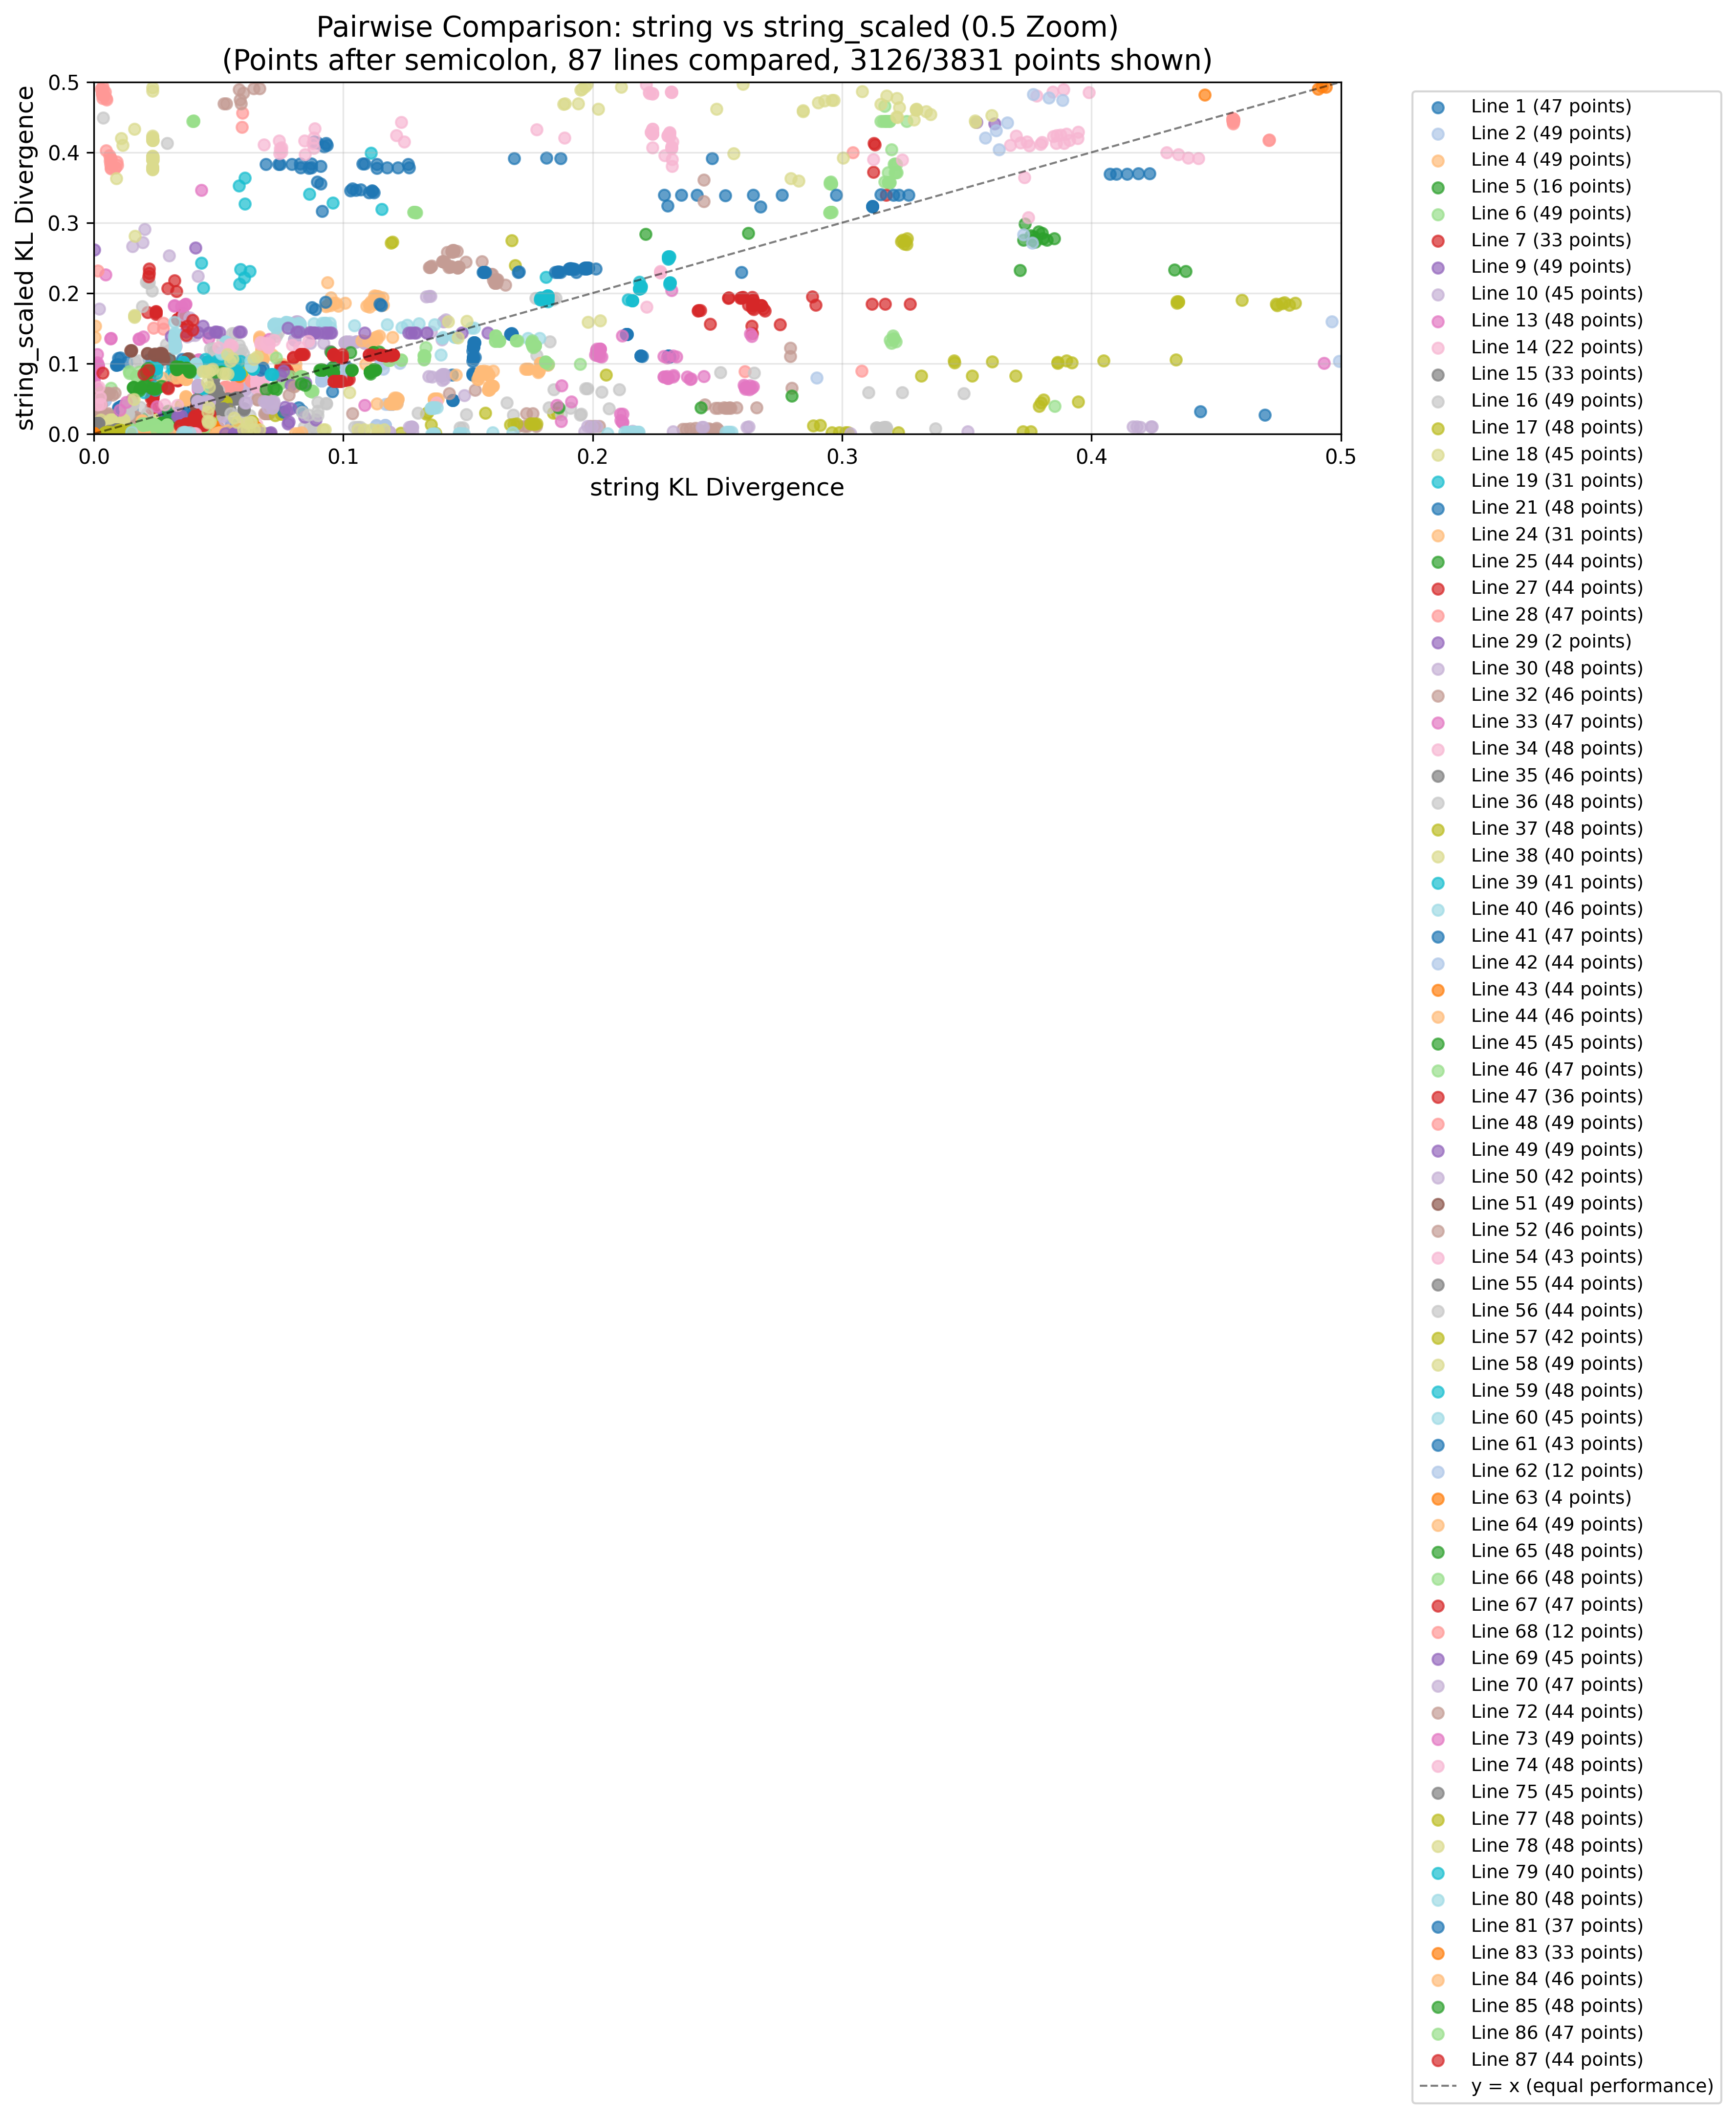 Pairwise Comparison: string vs string_scaled (0.5 Zoom)
(Points after semicolon, 87 lines compared, 3126/3831 points shown)
string_scaled KL Divergence
0.5
0.4
0.3
0.2
0.1
0.0
0.0 0.1 0.2 0.3 0.4 0.5
string KL Divergence
Line 1 (47 points)
Line 2 (49 points)
Line 4 (49 points)
Line 5 (16 points)
Line 6 (49 points)
Line 7 (33 points)
Line 9 (49 points)
Line 10 (45 points)
Line 13 (48 points)
Line 14 (22 points)
Line 15 (33 points)
Line 16 (49 points)
Line 17 (48 points)
Line 18 (45 points)
Line 19 (31 points)
Line 21 (48 points)
Line 24 (31 points)
Line 25 (44 points)
Line 27 (44 points)
Line 28 (47 points)
Line 29 (2 points)
Line 30 (48 points)
Line 32 (46 points)
Line 33 (47 points)
Line 34 (48 points)
Line 35 (46 points)
Line 36 (48 points)
Line 37 (48 points)
Line 38 (40 points)
Line 39 (41 points)
Line 40 (46 points)
Line 41 (47 points)
Line 42 (44 points)
Line 43 (44 points)
Line 44 (46 points)
Line 45 (45 points)
Line 46 (47 points)
Line 47 (36 points)
Line 48 (49 points)
Line 49 (49 points)
Line 50 (42 points)
Line 51 (49 points)
Line 52 (46 points)
Line 54 (43 points)
Line 55 (44 points)
Line 56 (44 points)
Line 57 (42 points)
Line 58 (49 points)
Line 59 (48 points)
Line 60 (45 points)
Line 61 (43 points)
Line 62 (12 points)
Line 63 (4 points)
Line 64 (49 points)
Line 65 (48 points)
Line 66 (48 points)
Line 67 (47 points)
Line 68 (12 points)
Line 69 (45 points)
Line 70 (47 points)
Line 72 (44 points)
Line 73 (49 points)
Line 74 (48 points)
Line 75 (45 points)
Line 77 (48 points)
Line 78 (48 points)
Line 79 (40 points)
Line 80 (48 points)
Line 81 (37 points)
Line 83 (33 points)
Line 84 (46 points)
Line 85 (48 points)
Line 86 (47 points)
Line 87 (44 points)
y = x (equal performance)